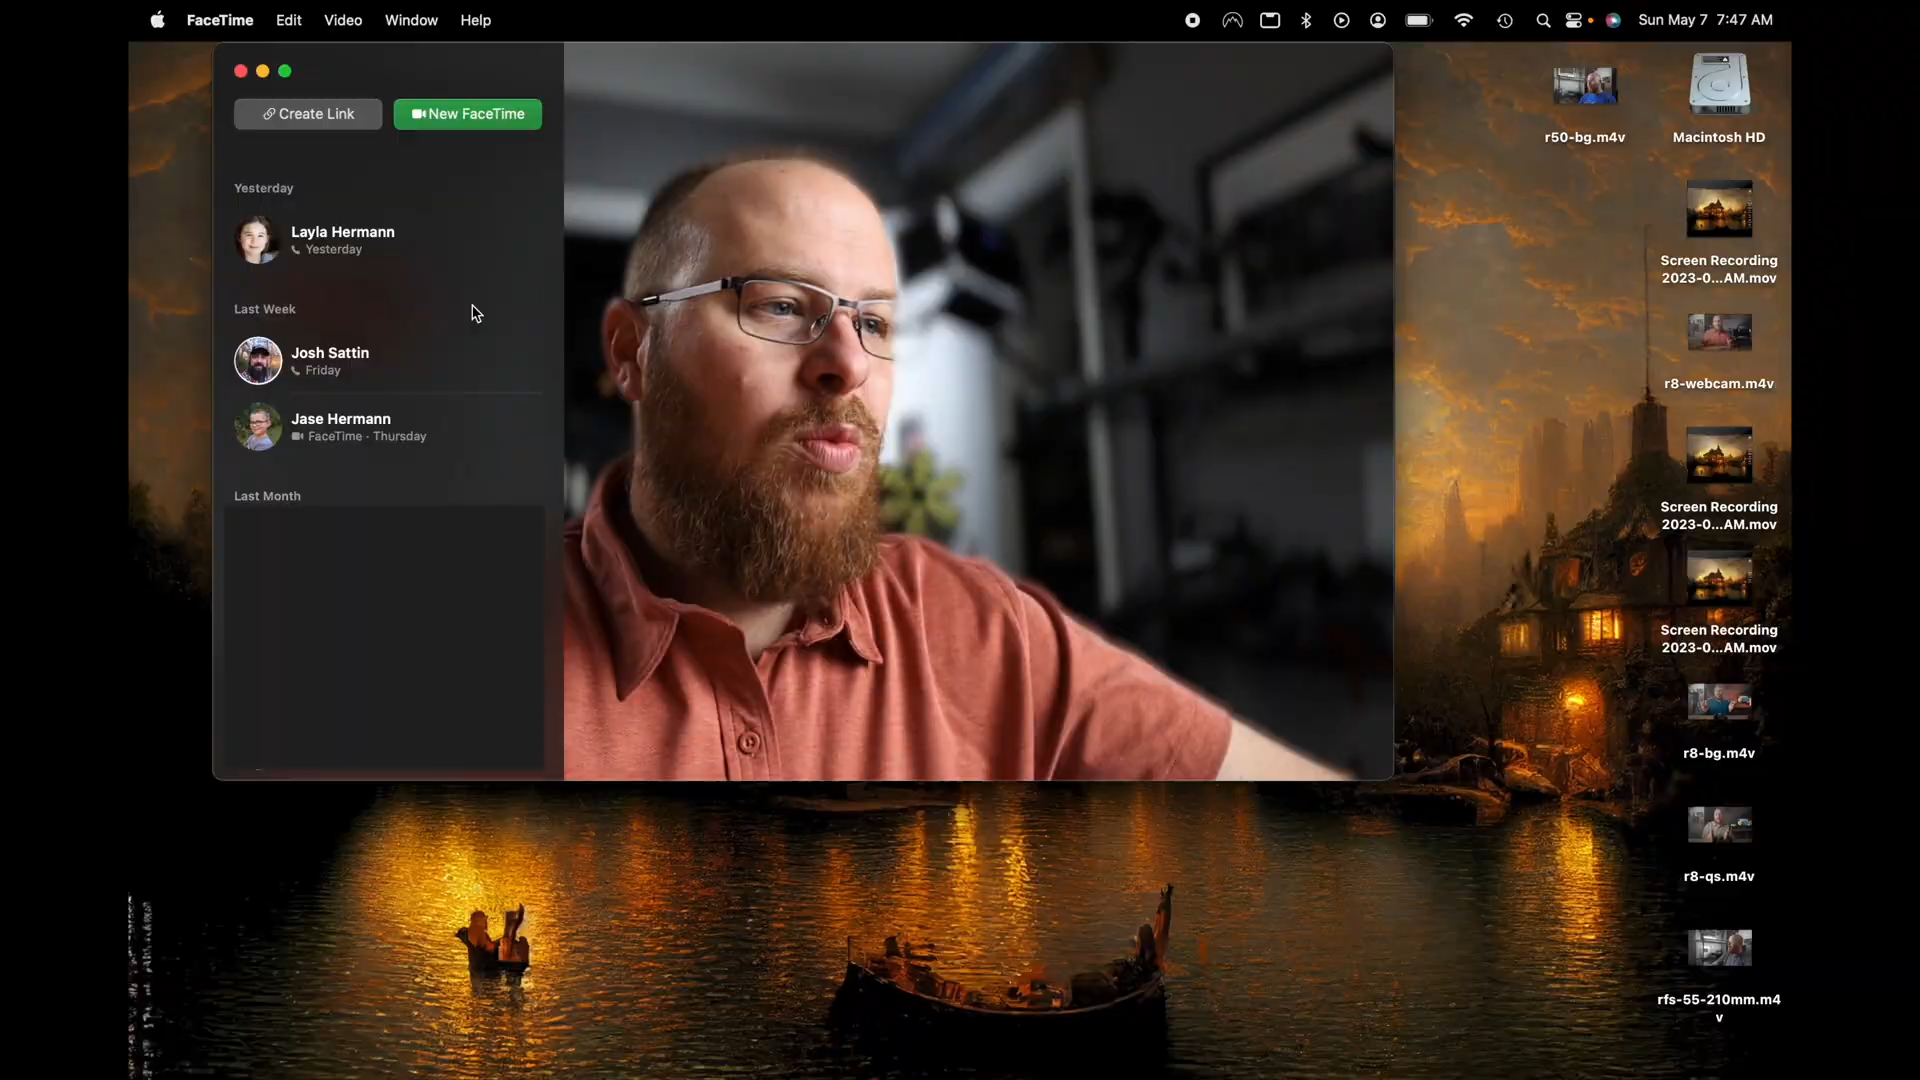 FaceTime Edit Video Window Help Sun May 7 7:47 AM
Create Link New FaceTime
Yesterday
Layla Hermann
Yesterday
Last Week
Josh Sattin
Friday
Jase Hermann
FaceTime - Thursday
Last Month
r50-bg.m4v
Macintosh HD
Screen Recording
2023-0...AM.mov
r8-webcam.m4v
Screen Recording
2023-0...AM.mov
Screen Recording
2023-0...AM.mov
r8-bg.m4v
r8-qs.m4v
rfs-55-210mm.m4
v